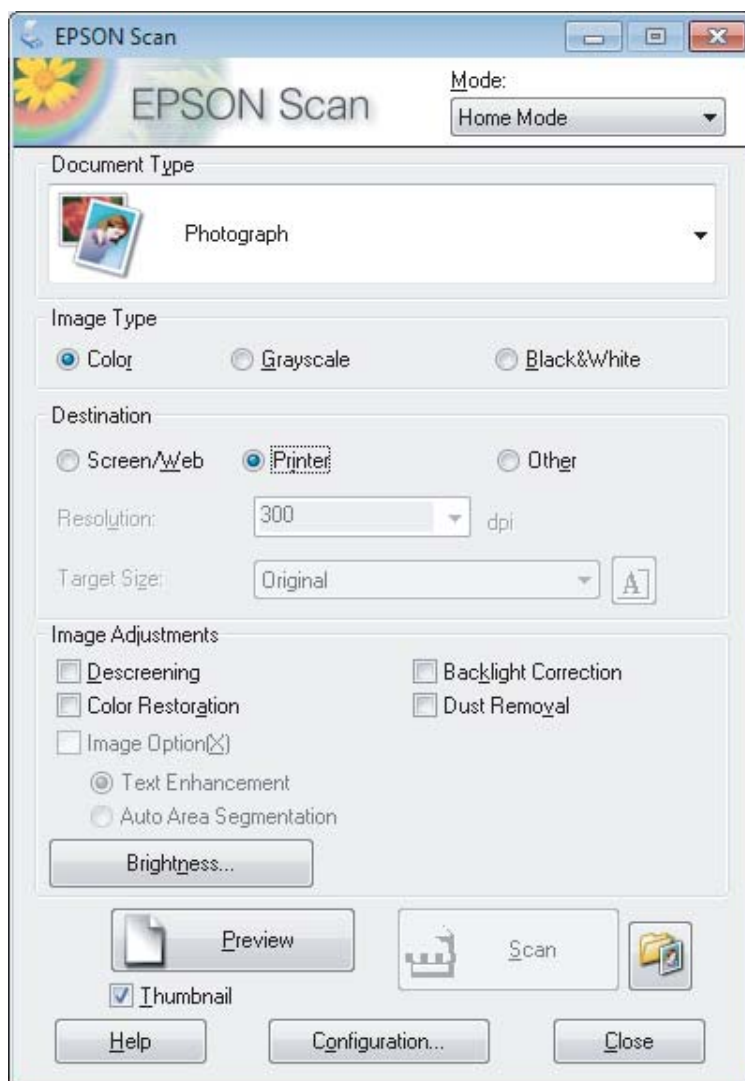 EPSON Scan
EPSON Scan
Mode:
Home Mode
Document Type
Photograph
Image Type
Color Grayscale Black&White
Destination
Screen/Web Printer Other
Resolution: 300 dpi
Target Size: Original A
Image Adjustments
Descreening Backlight Correction
Color Restoration Dust Removal
Image Option(X)
Text Enhancement
Auto Area Segmentation
Brightness...
Preview Scan
Thumbnail
Help Configuration... Close